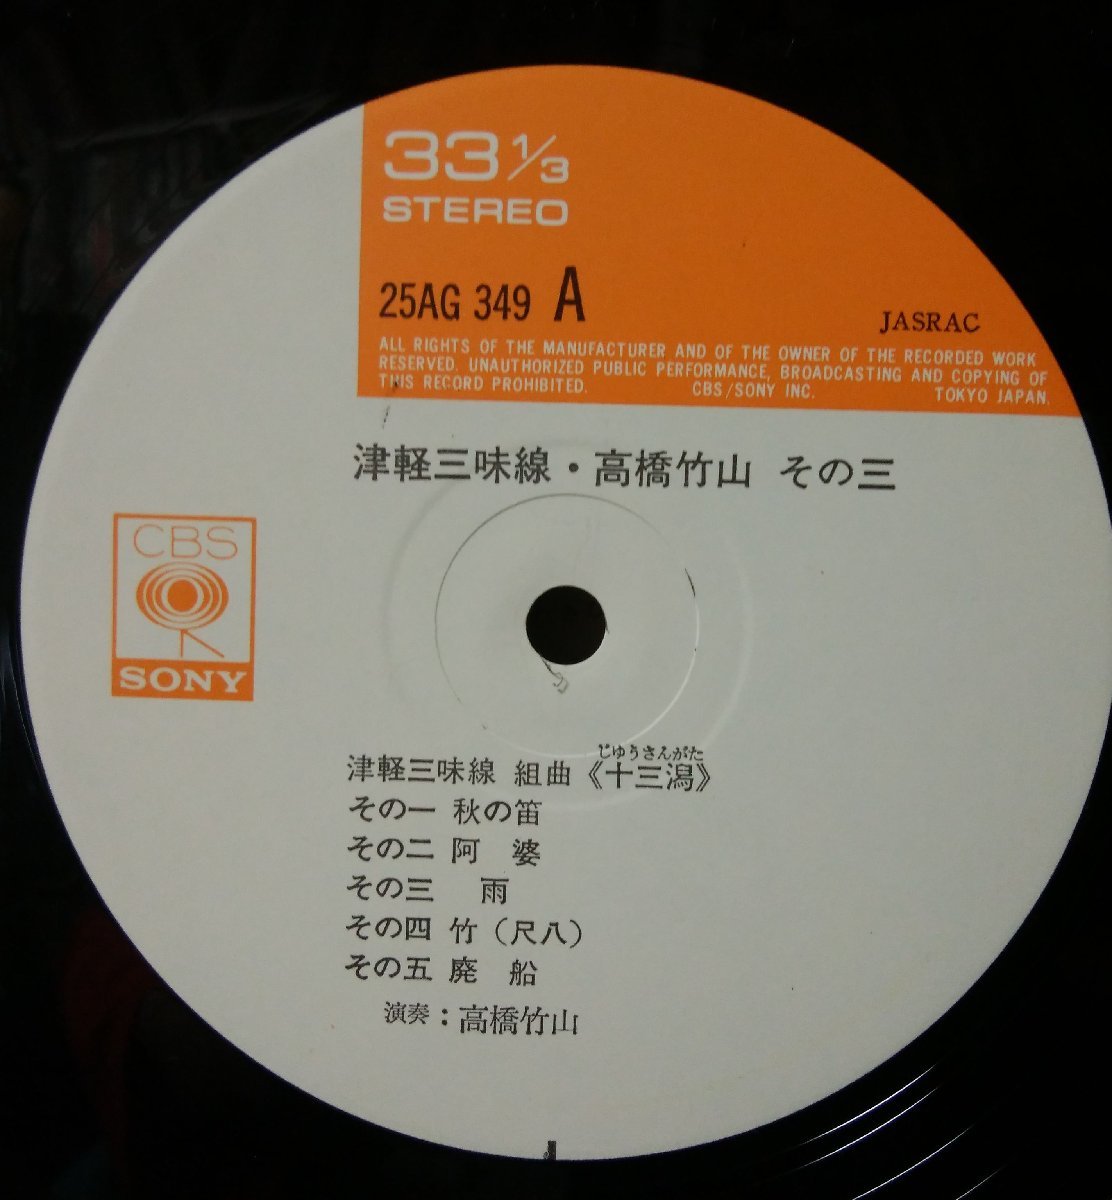 33 1/3
STEREO
25AG 349 A
JASRAC
ALL RIGHTS OF THE MANUFACTURER AND OF THE OWNER OF THE RECORDED WORK
RESERVED. UNAUTHORIZED PUBLIC PERFORMANCE, BROADCASTING AND COPYING OF
THIS RECORD PROHIBITED. CBS/SONY INC. TOKYO JAPAN.
津軽三味線・高橋竹山 その三
CBS
SONY
じゅうさんがた
津軽三味線 組曲《十三潟》
その一 秋の笛
その二 阿 婆
その三 雨
その四 竹（尺八）
その五 廃 船
演奏：高橋竹山